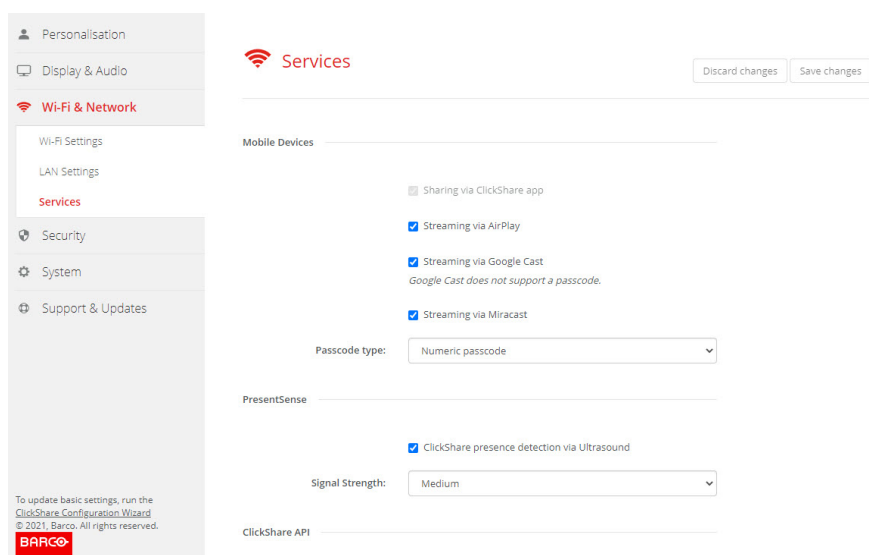 Personalisation
Display & Audio
Wi-Fi & Network
Wi-Fi Settings
LAN Settings
Services
Security
System
Support & Updates
To update basic settings, run the
ClickShare Configuration Wizard
© 2021, Barco. All rights reserved.
BARCO
Services
Discard changes
Save changes
Mobile Devices
Sharing via ClickShare app
Streaming via AirPlay
Streaming via Google Cast
Google Cast does not support a passcode.
Streaming via Miracast
Passcode type: Numeric passcode
PresentSense
ClickShare presence detection via Ultrasound
Signal Strength: Medium
ClickShare API